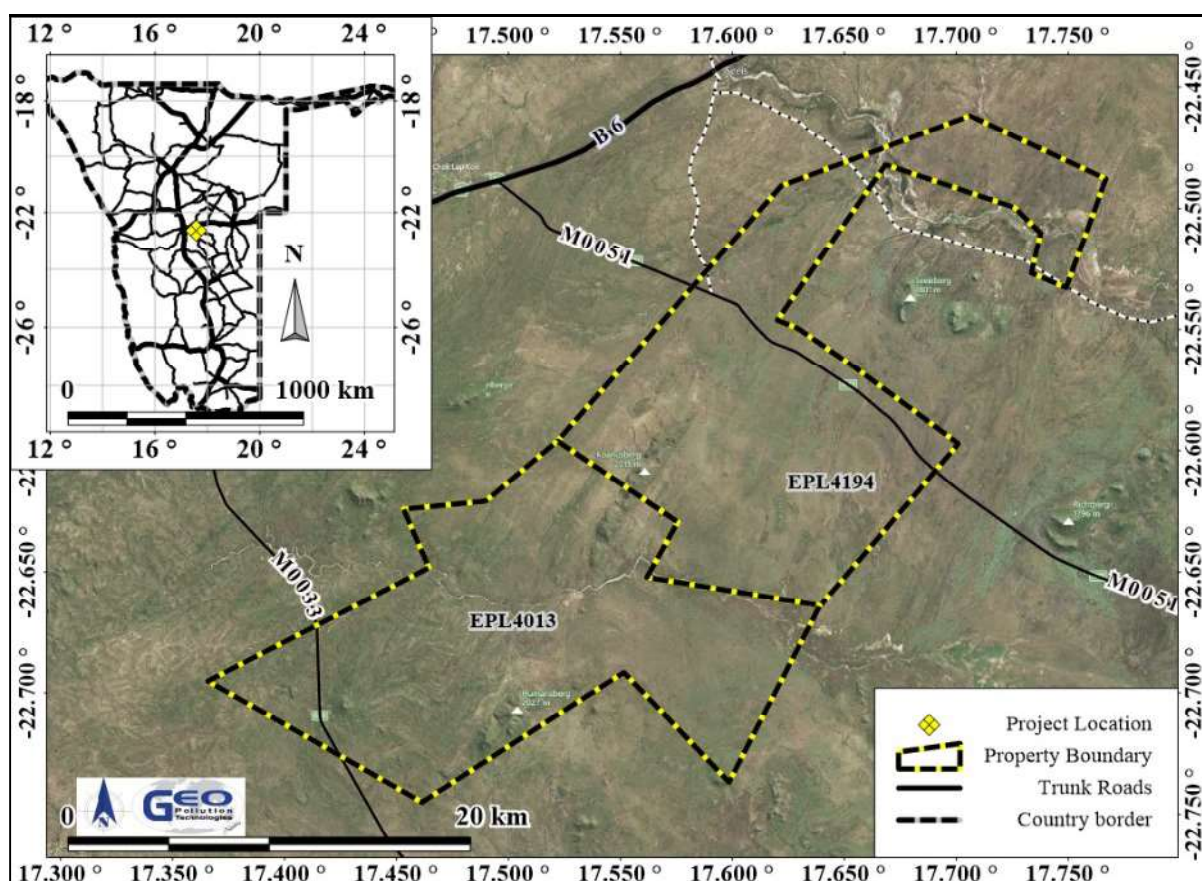 12 ° 16 ° 20 ° 24 °
17.500 ° 17.550 ° 17.600 ° 17.650 ° 17.700 ° 17.750 °
-18 °
-22 °
-26 °
-18 °
-22 °
-26 °
N
0 1000 km
12 ° 16 ° 20 ° 24 °
B 6
M0051
M0033
EPL4194
EPL4013
M0051
-22.450 °
-22.500 °
-22.550 °
-22.600 °
-22.650 °
-22.700 °
-22.750 °
-22.650 °
-22.700 °
-22.750 °
2027 m
Project Location
Property Boundary
Trunk Roads
Country border
N
GEO
Pollution
Technologies
0 20 km
17.300 ° 17.350 ° 17.400 ° 17.450 ° 17.500 ° 17.550 ° 17.600 ° 17.650 ° 17.700 ° 17.750 °